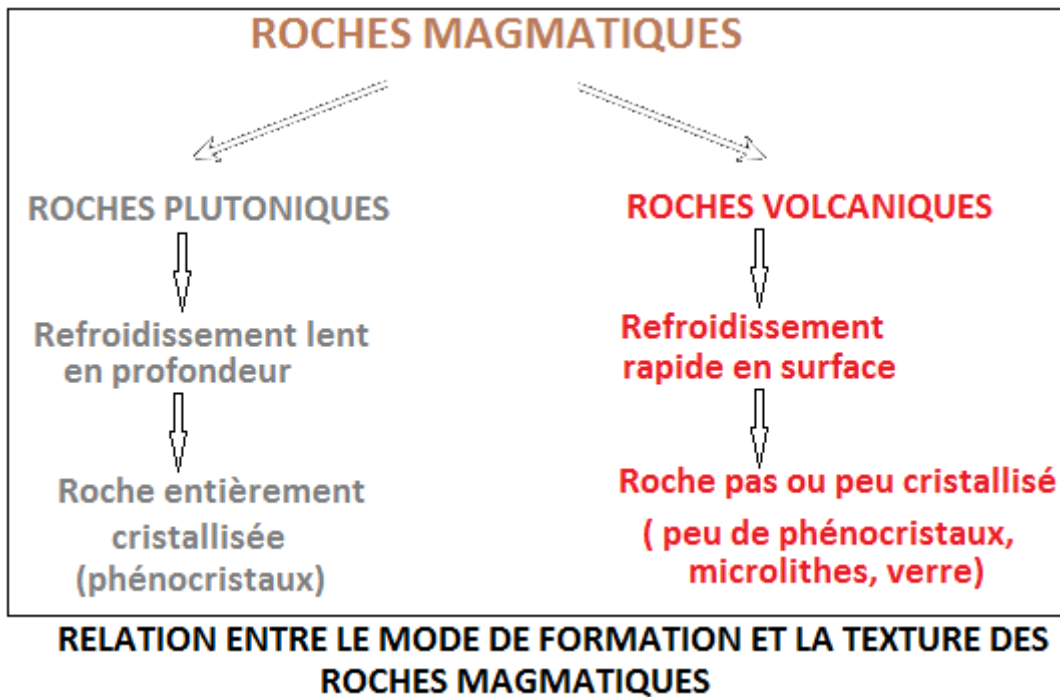 ROCHES MAGMATIQUES
ROCHES PLUTONIQUES
Refroidissement lent
en profondeur
Roche entièrement
cristallisée
(phénocristaux)
ROCHES VOLCANIQUES
Refroidissement
rapide en surface
Roche pas ou peu cristallisé
( peu de phénocristaux,
microlithes, verre)
RELATION ENTRE LE MODE DE FORMATION ET LA TEXTURE DES
ROCHES MAGMATIQUES